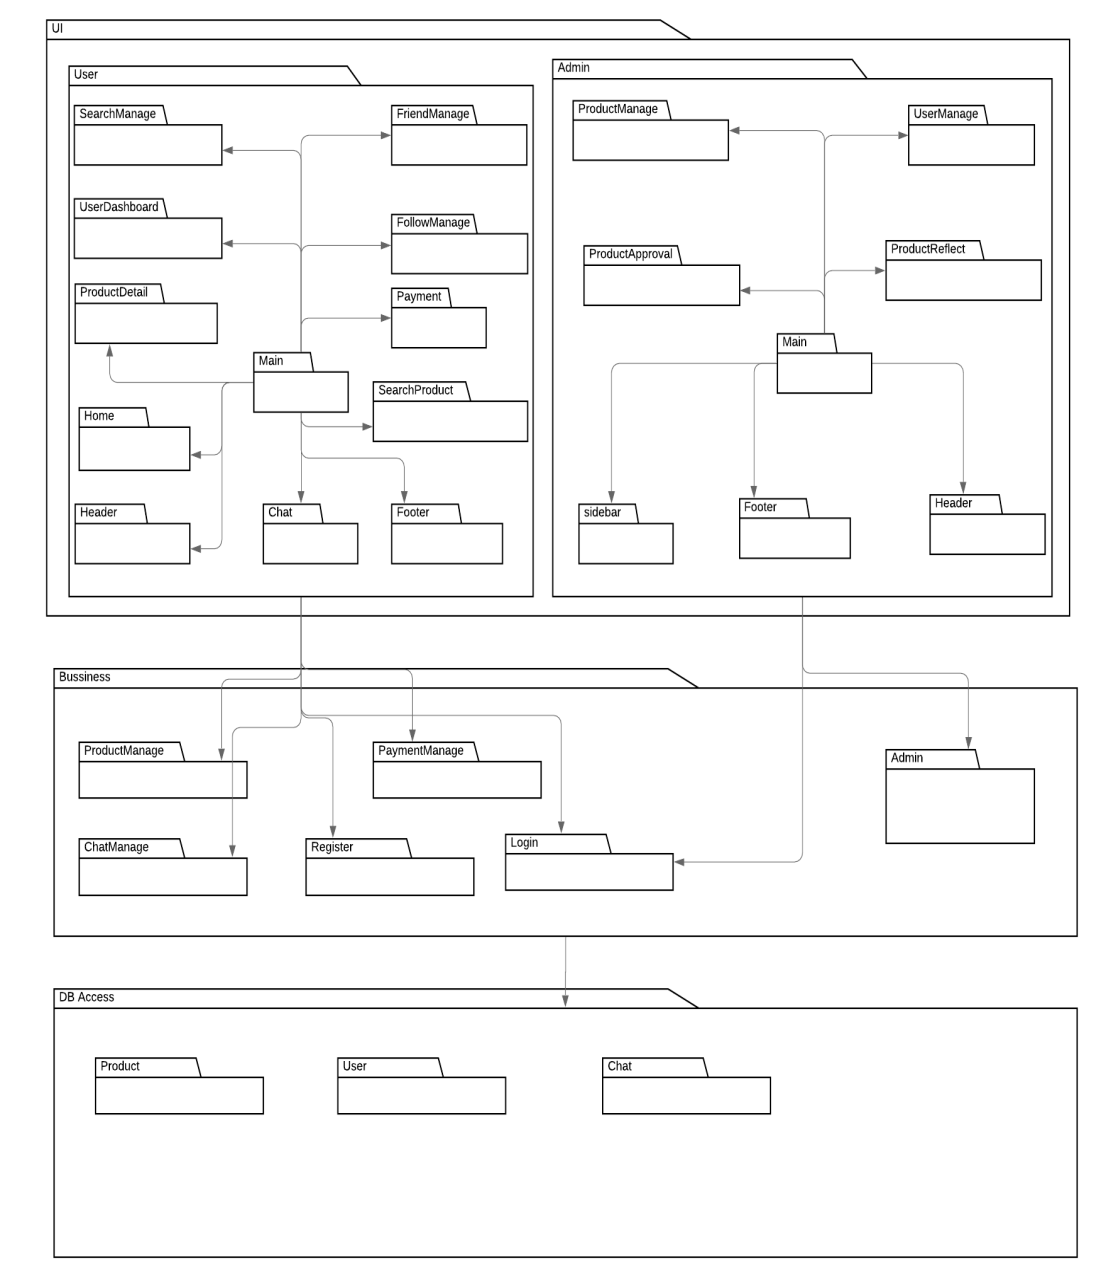 UI
User
SearchManage
FriendManage
UserDashboard
FollowManage
ProductDetail
Payment
Main
SearchProduct
Home
Header
Chat
Footer
Admin
ProductManage
UserManage
ProductApproval
ProductReflect
Main
sidebar
Footer
Header
Bussiness
ProductManage
PaymentManage
Admin
ChatManage
Register
Login
DB Access
Product
User
Chat